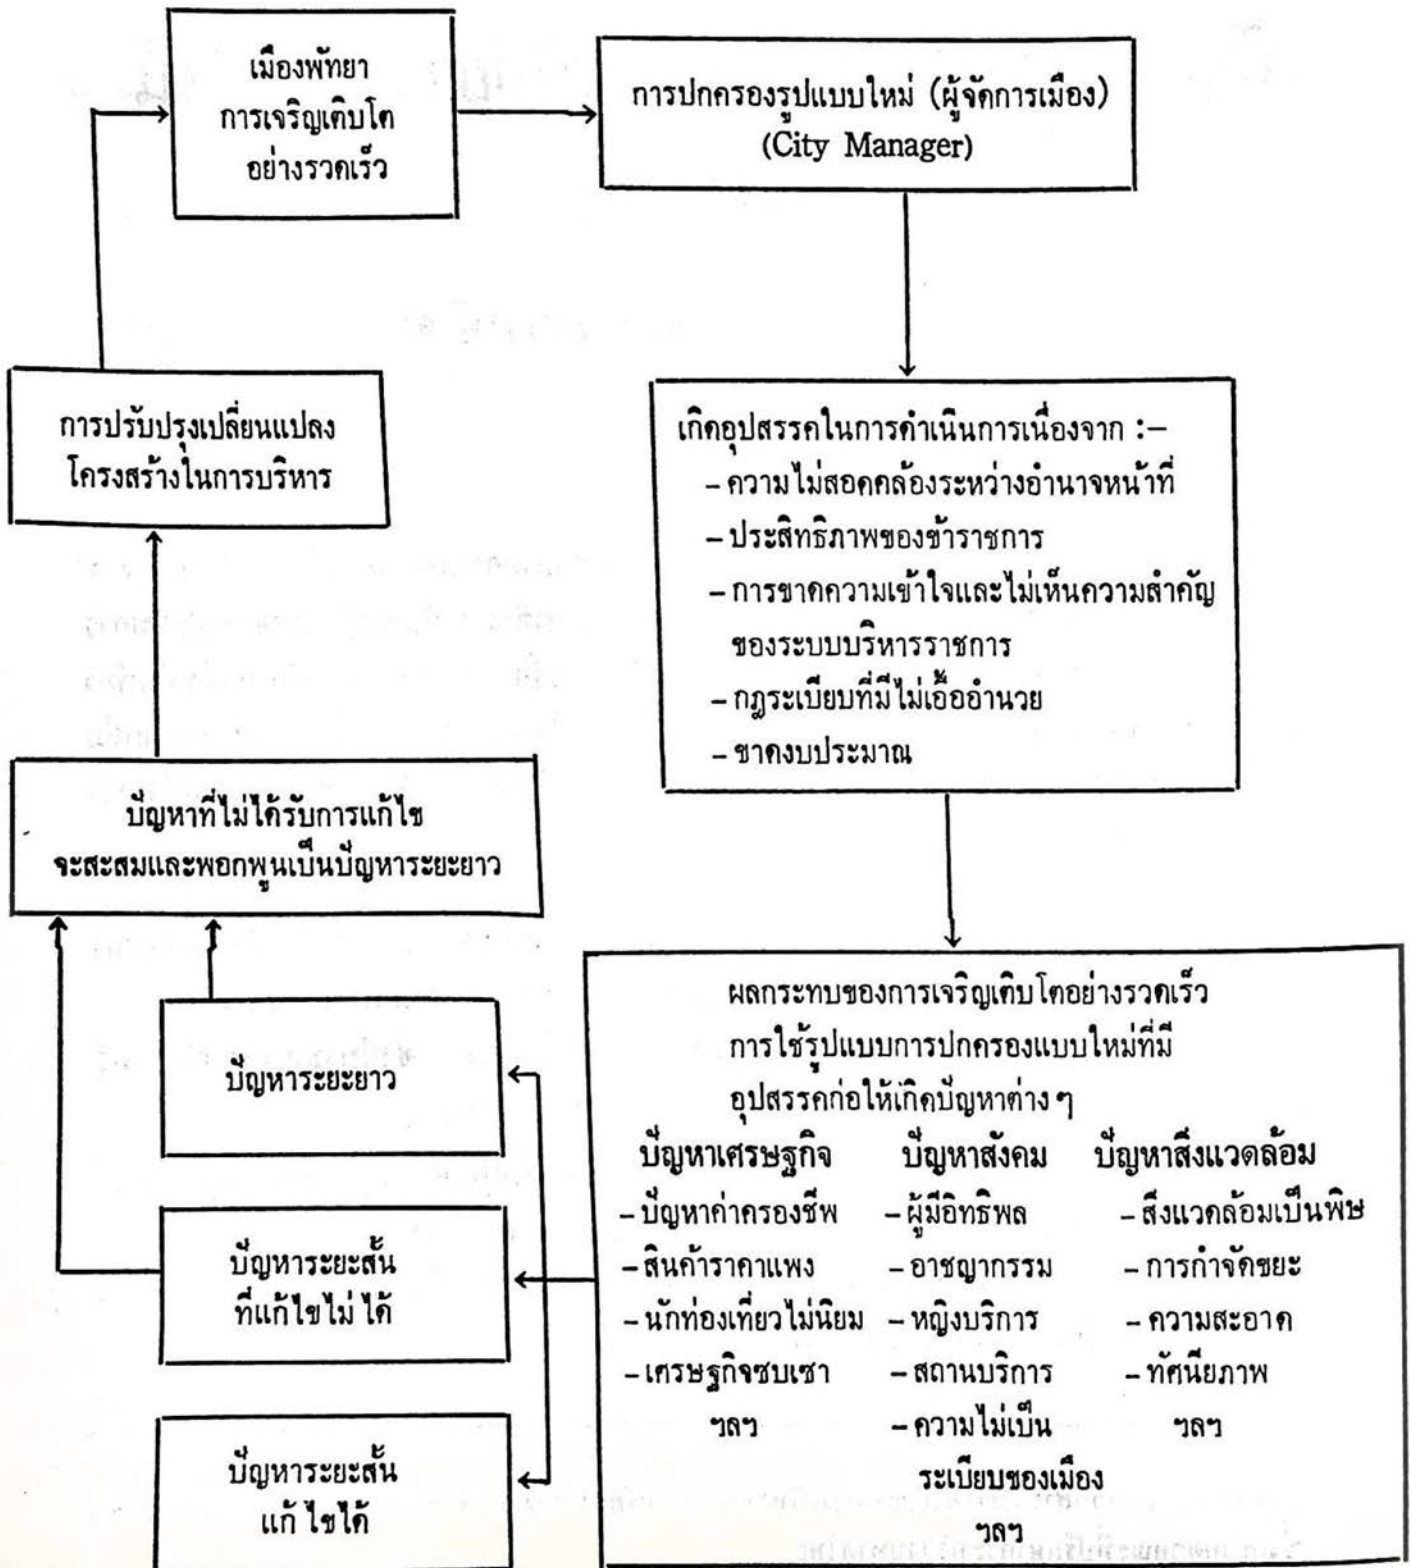 เมืองพัทยา
การเจริญเติบโต
อย่างรวดเร็ว
การปกครองรูปแบบใหม่ (ผู้จัดการเมือง)
(City Manager)
เกิดอุปสรรคในการดำเนินการเนื่องจาก :–
– ความไม่สอดคล้องระหว่างอำนาจหน้าที่
– ประสิทธิภาพของข้าราชการ
– การขาดความเข้าใจและไม่เห็นความสำคัญ
ของระบบบริหารราชการ
– กฎระเบียบที่มีไม่เอื้ออำนวย
– ขาดงบประมาณ
ผลกระทบของการเจริญเติบโตอย่างรวดเร็ว
การใช้รูปแบบการปกครองแบบใหม่ที่มี
อุปสรรคก่อให้เกิดปัญหาต่าง ๆ
ปัญหาเศรษฐกิจ
– ปัญหาค่าครองชีพ
– สินค้าราคาแพง
– นักท่องเที่ยวไม่นิยม
– เศรษฐกิจซบเซา
ฯลฯ
ปัญหาสังคม
– ผู้มีอิทธิพล
– อาชญากรรม
– หญิงบริการ
– สถานบริการ
– ความไม่เป็น
ระเบียบของเมือง
ฯลฯ
ปัญหาสิ่งแวดล้อม
– สิ่งแวดล้อมเป็นพิษ
– การกำจัดขยะ
– ความสะอาด
– ทัศนียภาพ
ฯลฯ
ปัญหาระยะยาว
ปัญหาระยะสั้น
ที่แก้ไขไม่ได้
ปัญหาระยะสั้น
แก้ไขได้
ปัญหาที่ไม่ได้รับการแก้ไข
จะสะสมและพอกพูนเป็นปัญหาระยะยาว
การปรับปรุงเปลี่ยนแปลง
โครงสร้างในการบริหาร